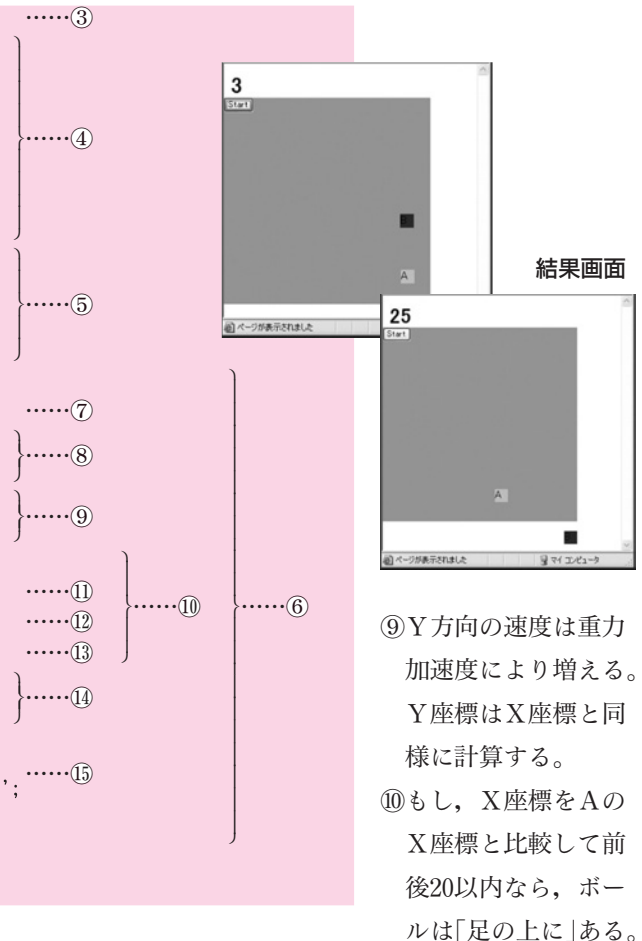 ……③
……④
……⑤
……⑦
……⑧
……⑨
……⑪
……⑫
……⑬
……⑩
……⑥
……⑭
……⑮
’;
3
Start
A
ページが表示されました
結果画面
25
Start
A
ページが表示されました
マイ コンピュータ
⑨Y方向の速度は重力
加速度により増える。
Y座標はX座標と同
様に計算する。
⑩もし，X座標をAの
X座標と比較して前
後20以内なら，ボー
ルは「足の上に」ある。